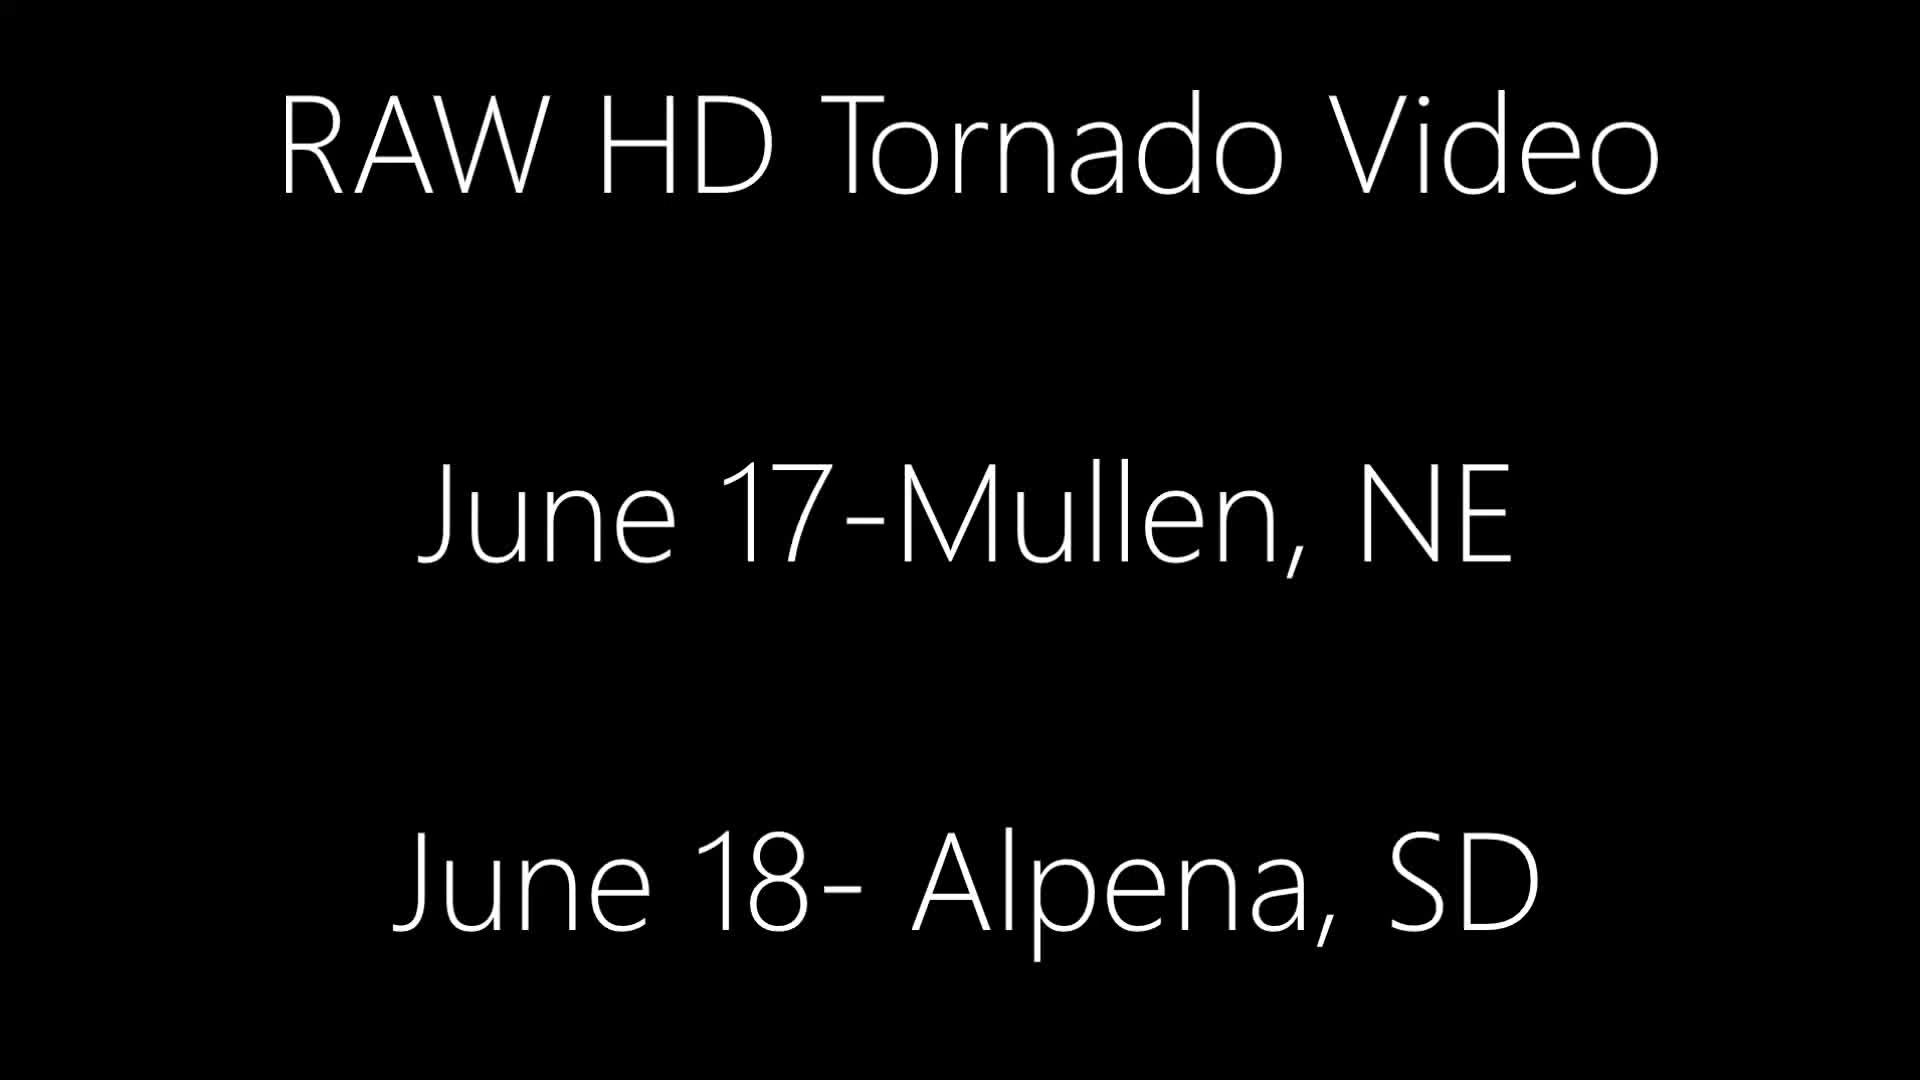 RAW HD Tornado Video
June 17-Mullen, NE
June 18- Alpena, SD